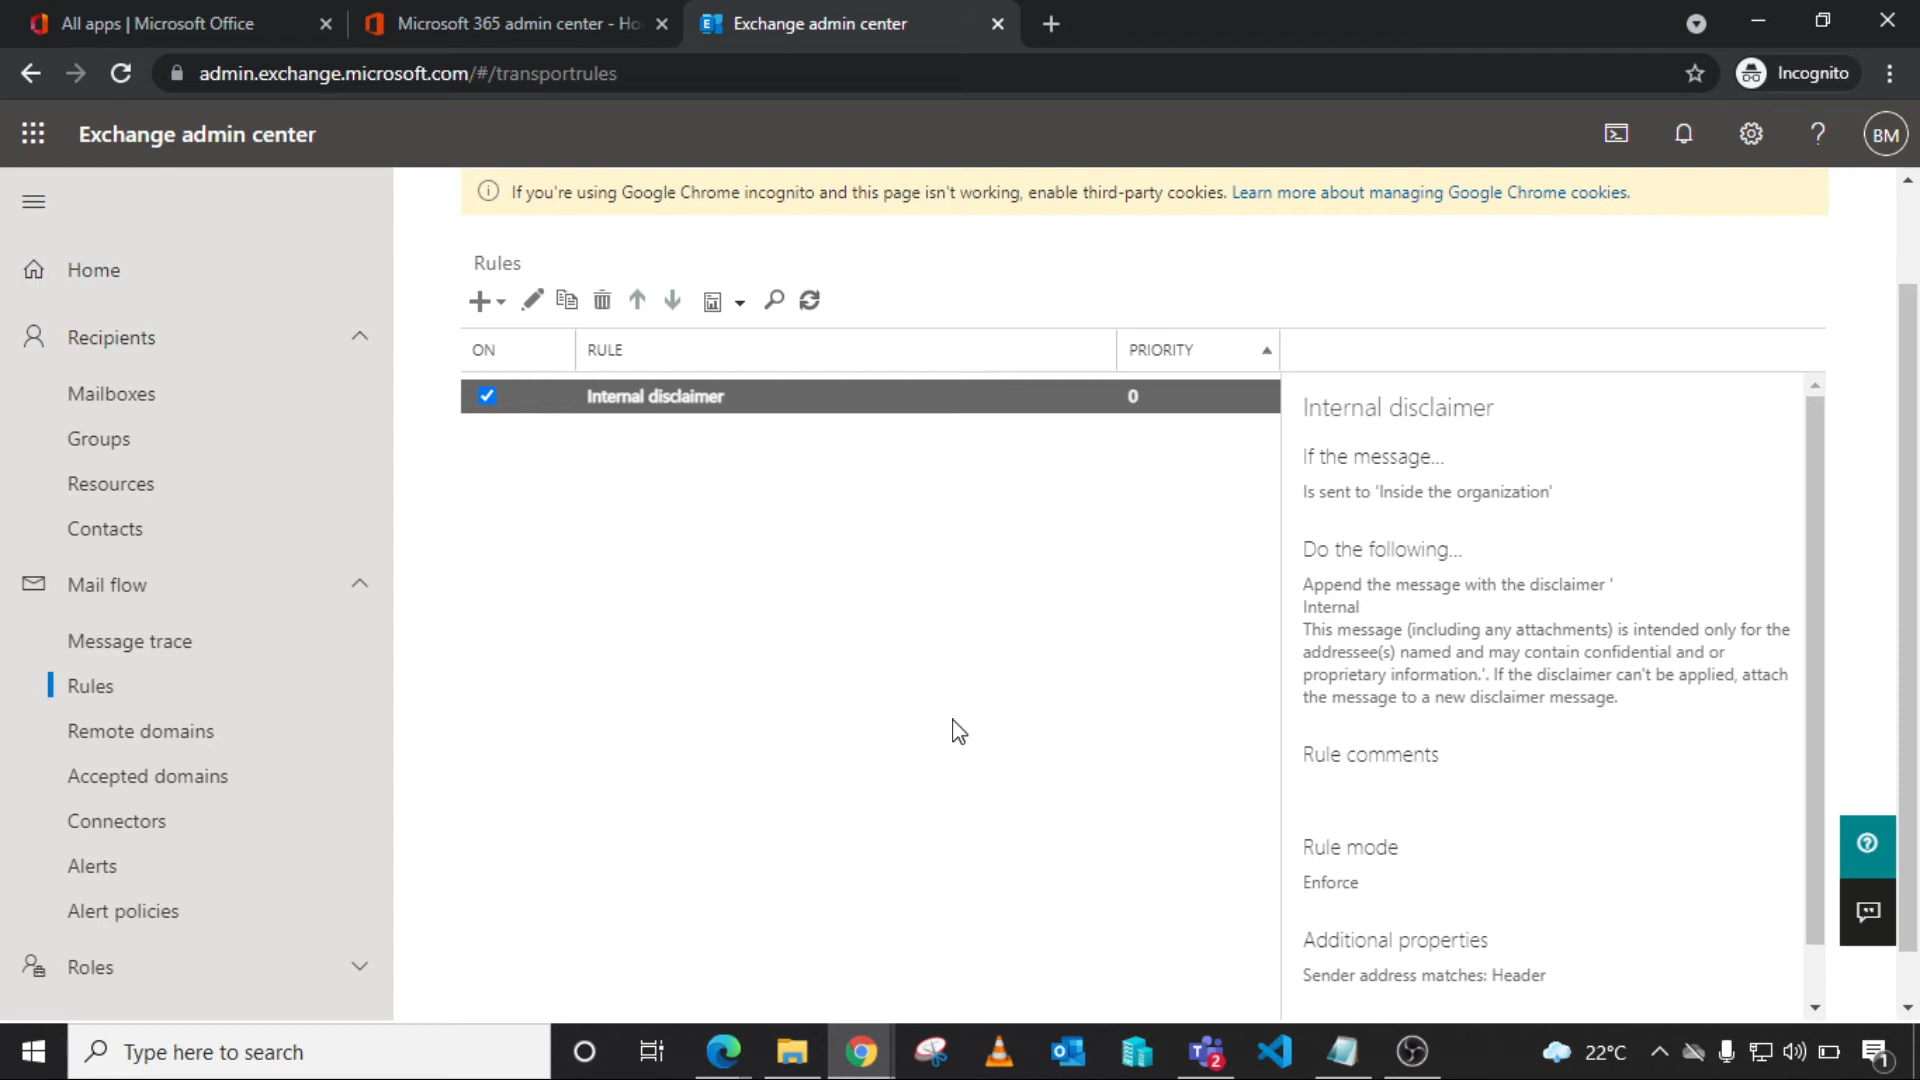 All apps | Microsoft Office
Microsoft 365 admin center - Ho
Exchange admin center
admin.exchange.microsoft.com/#/transportrules
Incognito
Exchange admin center
BM
If you're using Google Chrome incognito and this page isn't working, enable third-party cookies. Learn more about managing Google Chrome cookies.
Home
Recipients
Mailboxes
Groups
Resources
Contacts
Mail flow
Message trace
Rules
Remote domains
Accepted domains
Connectors
Alerts
Alert policies
Roles
Rules
ON
RULE
PRIORITY
Internal disclaimer
0
Internal disclaimer
If the message...
Is sent to 'Inside the organization'
Do the following...
Append the message with the disclaimer '
Internal
This message (including any attachments) is intended only for the
addressee(s) named and may contain confidential and or
proprietary information.'. If the disclaimer can't be applied, attach
the message to a new disclaimer message.
Rule comments
Rule mode
Enforce
Additional properties
Sender address matches: Header
Type here to search
2
22°C
1